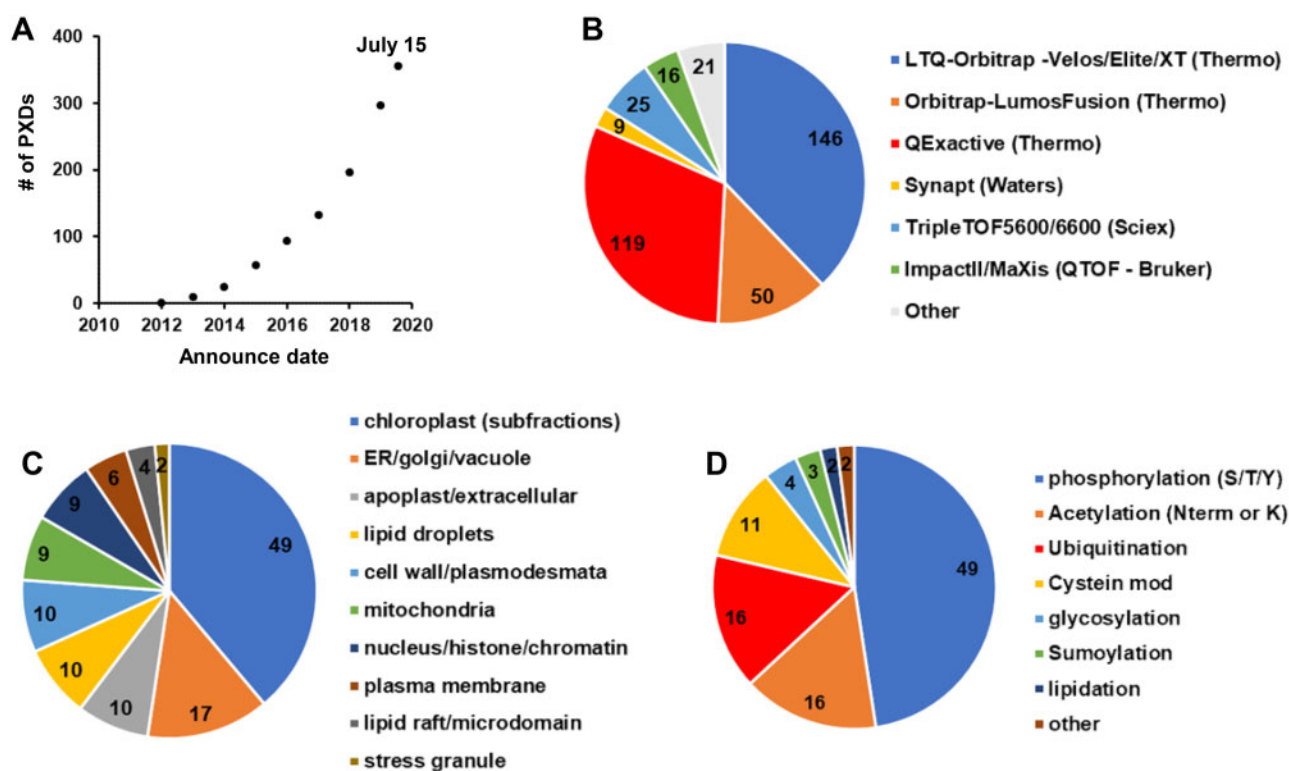 A
400
300
200
100
0
# of PXDs
July 15
2010 2012 2014 2016 2018 2020
Announce date
B
146
50
119
9
25
16
21
LTQ-Orbitrap -Velos/Elite/XT (Thermo)
Orbitrap-LumosFusion (Thermo)
QExactive (Thermo)
Synapt (Waters)
TripleTOF5600/6600 (Sciex)
ImpactII/MaXis (QTOF - Bruker)
Other
C
49
17
10
10
10
9
9
6
4
2
chloroplast (subfractions)
ER/golgi/vacuole
apoplast/extracellular
lipid droplets
cell wall/plasmodesmata
mitochondria
nucleus/histone/chromatin
plasma membrane
lipid raft/microdomain
stress granule
D
49
16
16
11
4
3
2
2
phosphorylation (S/T/Y)
Acetylation (Nterm or K)
Ubiquitination
Cystein mod
glycosylation
Sumoylation
lipidation
other